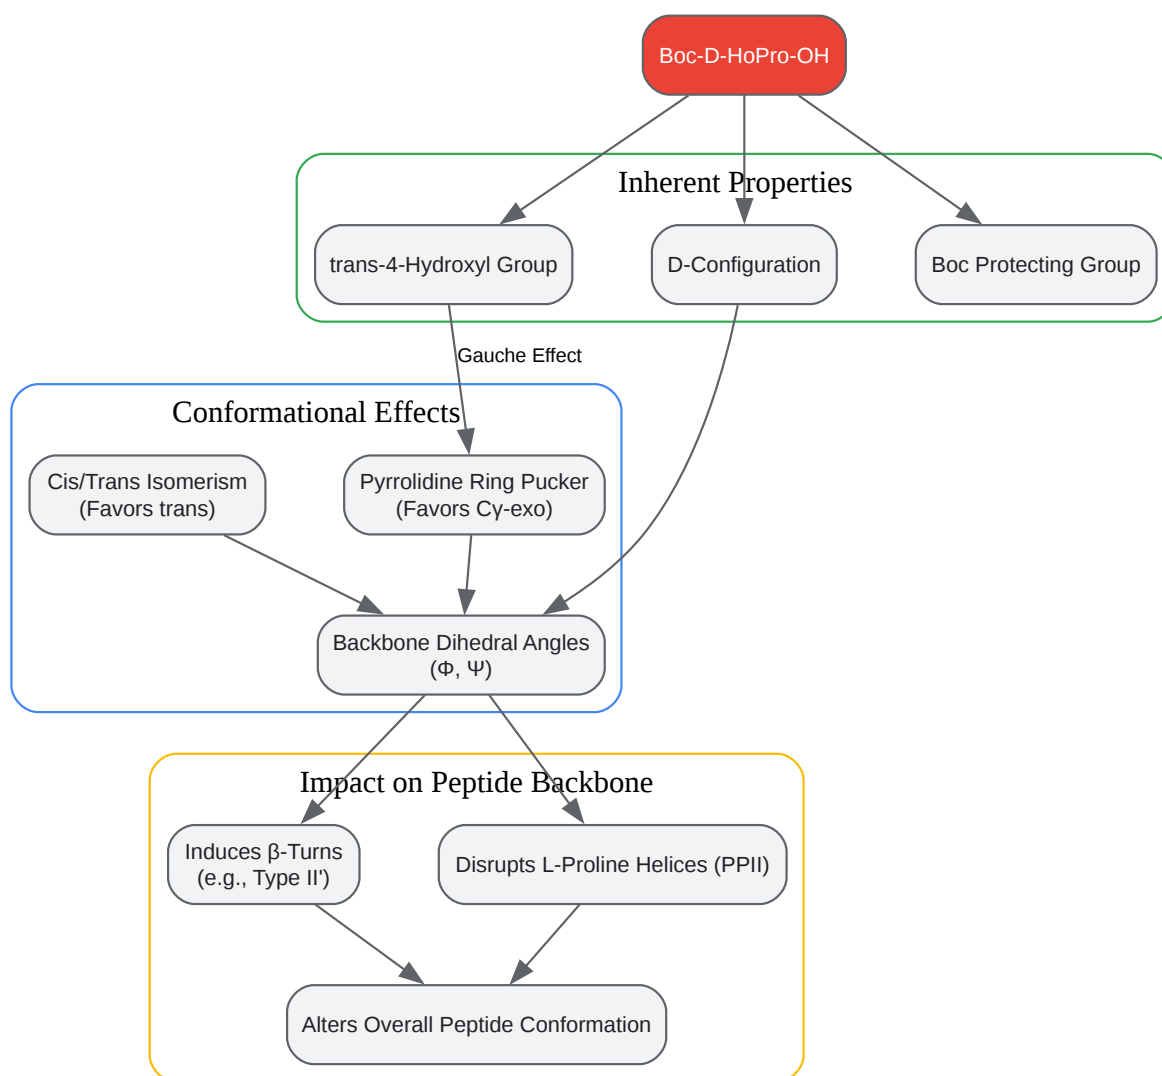 Boc-D-HoPro-OH
Inherent Properties
trans-4-Hydroxyl Group
D-Configuration
Boc Protecting Group
Gauche Effect
Conformational Effects
Cis/Trans Isomerism
(Favors trans)
Pyrrolidine Ring Pucker
(Favors Cγ-exo)
Backbone Dihedral Angles
(Φ, Ψ)
Impact on Peptide Backbone
Induces β-Turns
(e.g., Type II')
Disrupts L-Proline Helices (PPII)
Alters Overall Peptide Conformation